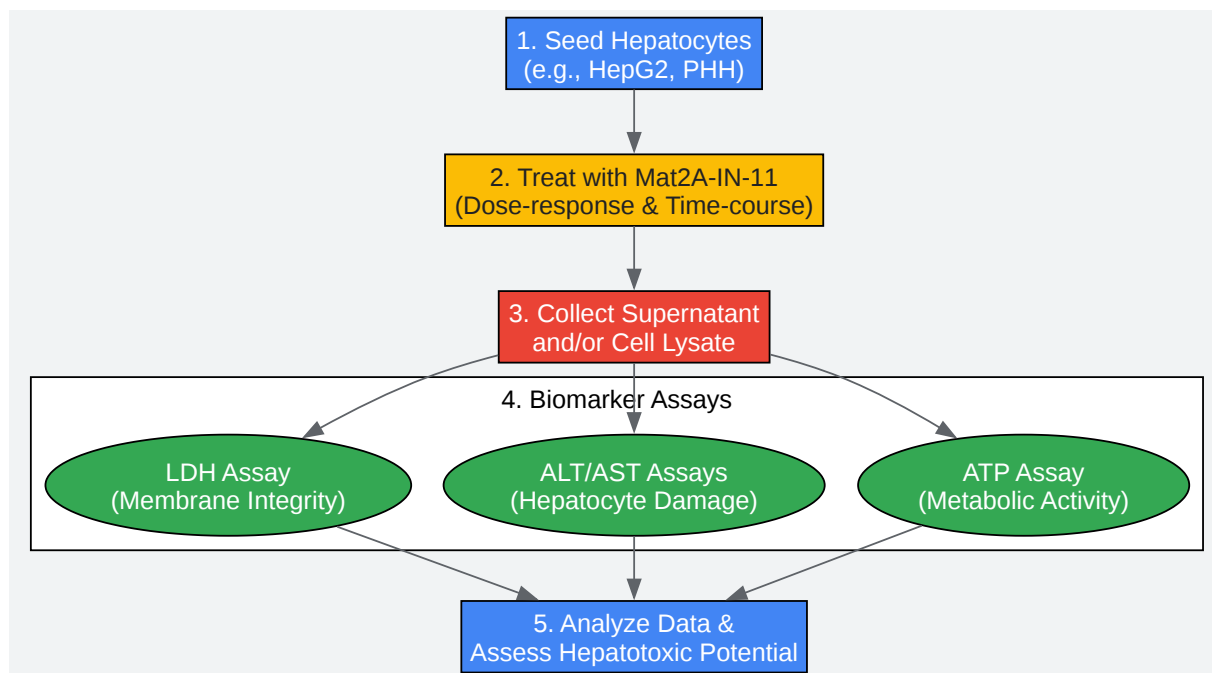 1. Seed Hepatocytes
(e.g., HepG2, PHH)
2. Treat with Mat2A-IN-11
(Dose-response & Time-course)
3. Collect Supernatant
and/or Cell Lysate
4. Biomarker Assays
LDH Assay
(Membrane Integrity)
ALT/AST Assays
(Hepatocyte Damage)
ATP Assay
(Metabolic Activity)
5. Analyze Data &
Assess Hepatotoxic Potential